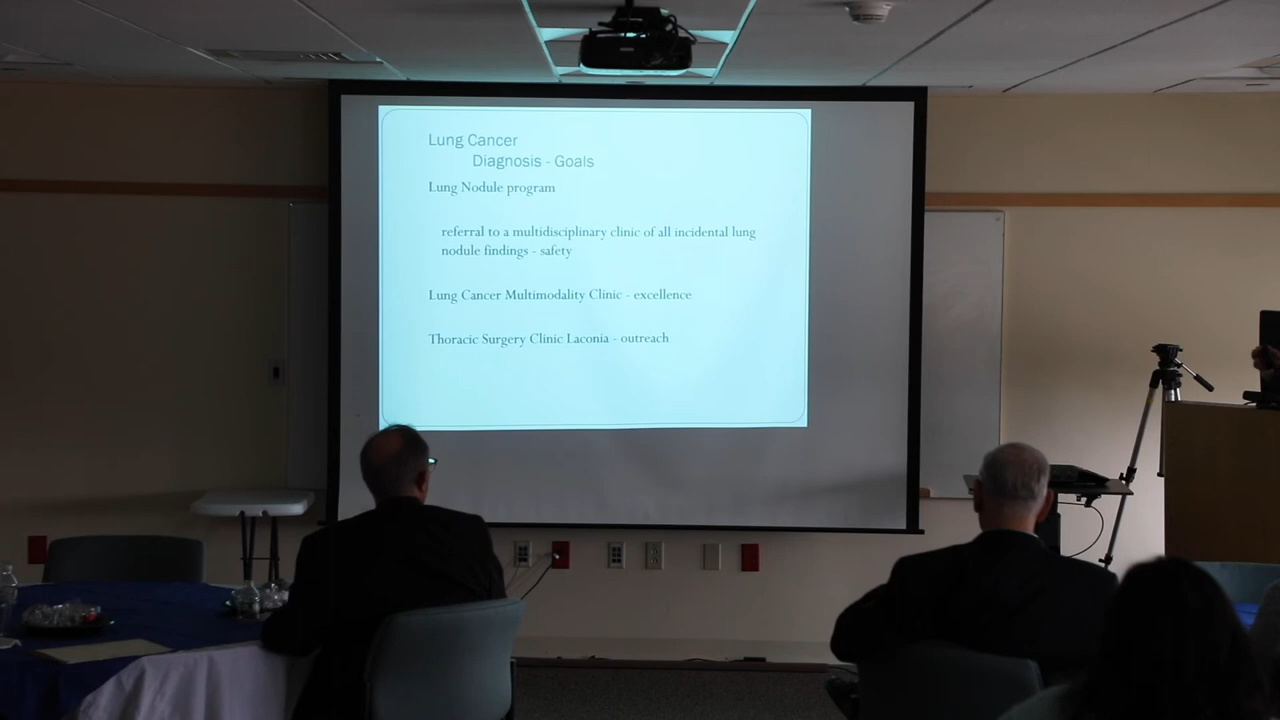 Lung Cancer
Diagnosis - Goals
Lung Nodule program
referral to a multidisciplinary clinic of all incidental lung
nodule findings - safety
Lung Cancer Multimodality Clinic - excellence
Thoracic Surgery Clinic Laconia - outreach